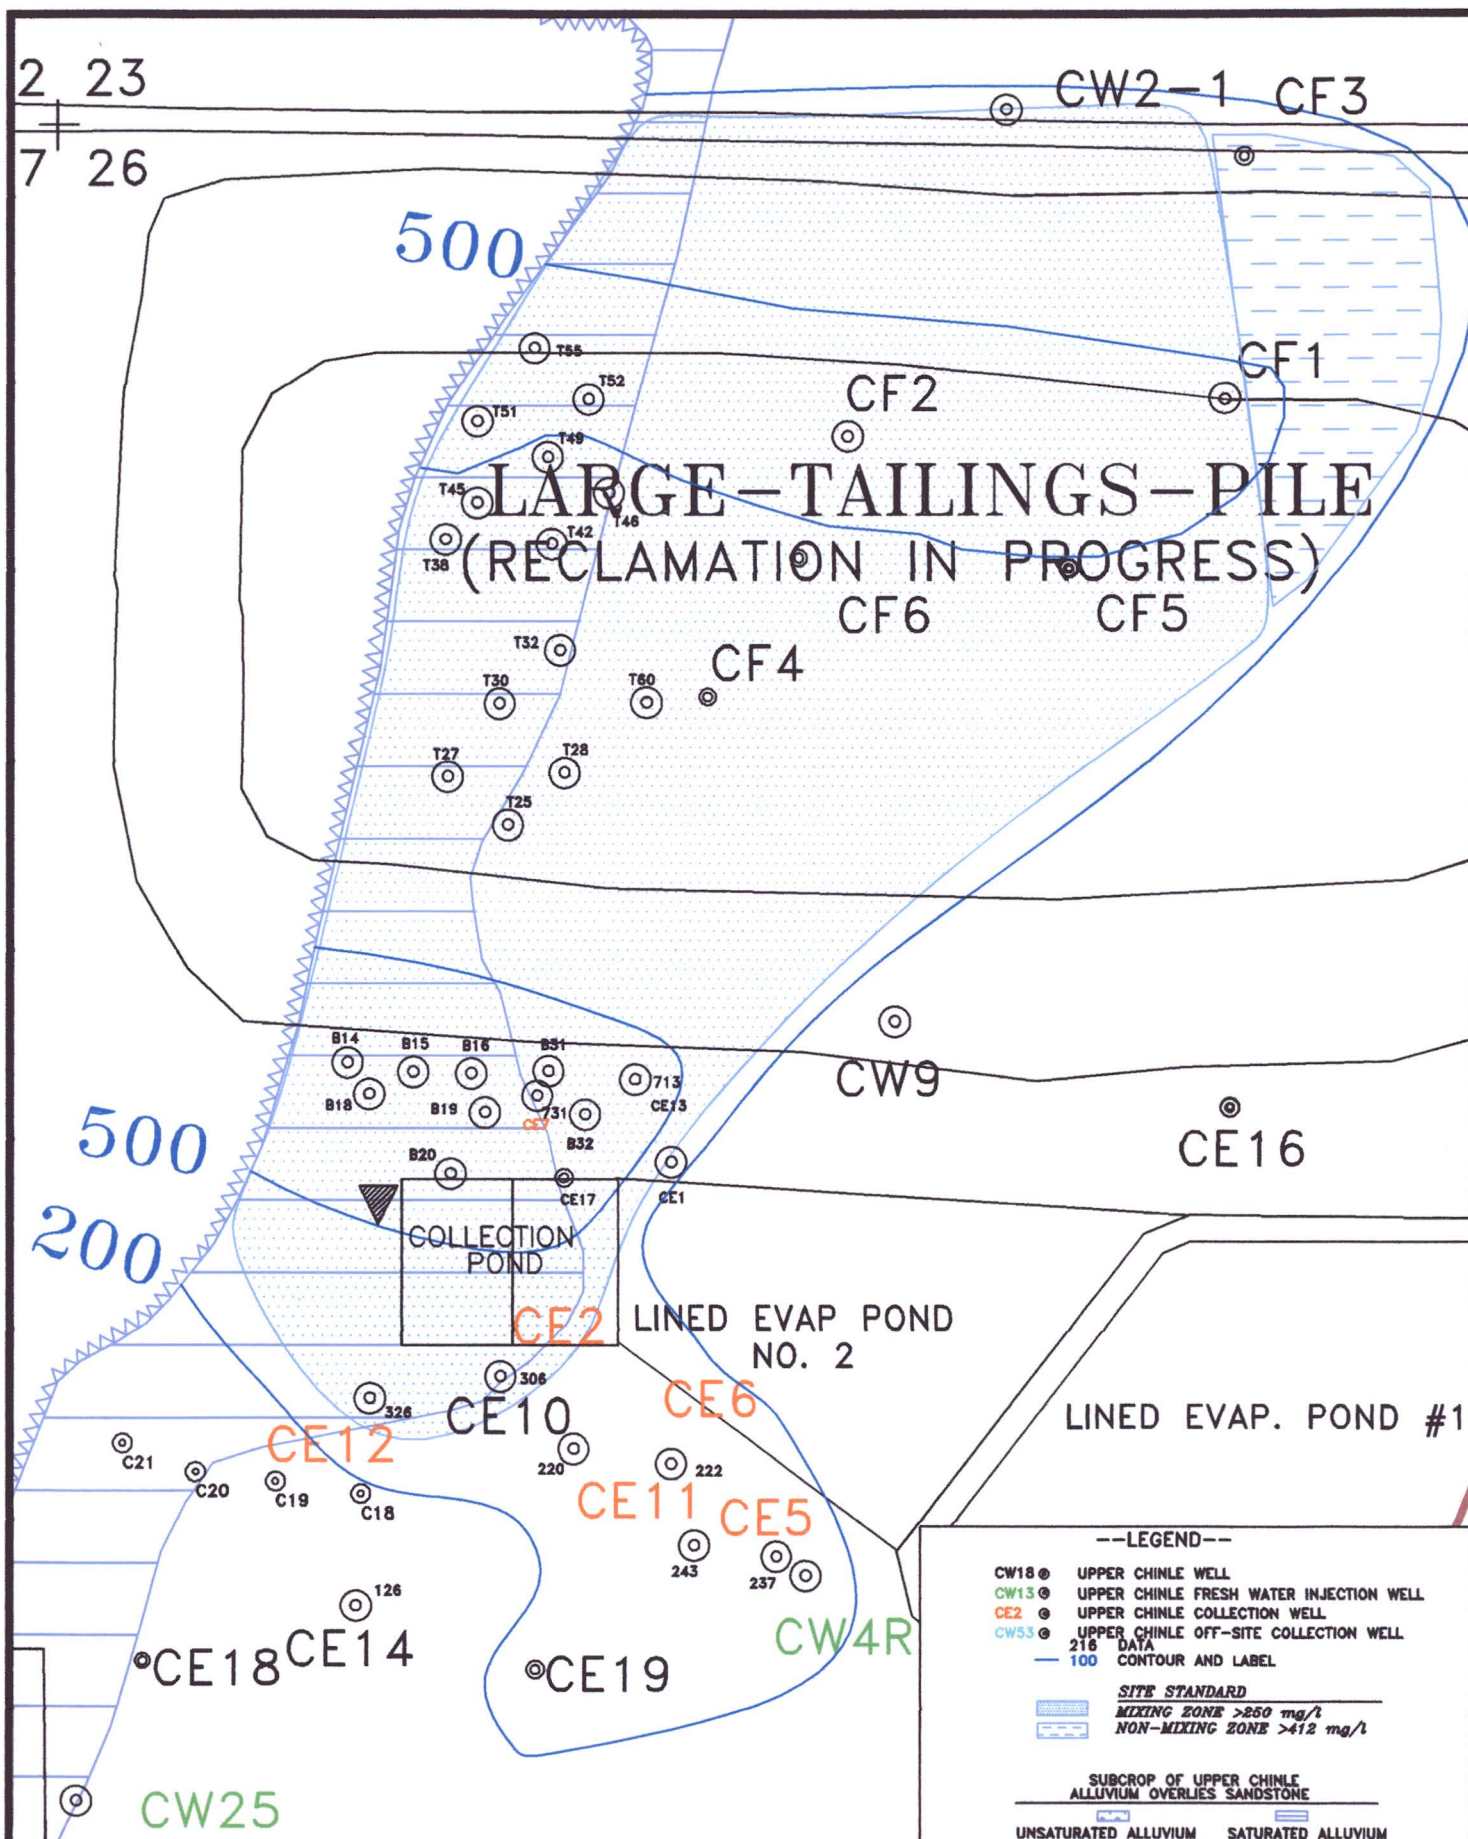 2 23
7 26
CW2-1
CF3
500
T55
CF1
T52
CF2
T51
T49
LARGE-TAILINGS-PILE
T45
T46
T42
T38
(RECLAMATION IN PROGRESS)
CF6
CF5
T32
CF4
T30
T60
T27
T28
T25
B14
B15
B16
B31
713
CE13
CW9
B18
B19
731
CE7
B32
CE16
500
B20
CE17
CE1
200
COLLECTION
POND
CE2
LINED EVAP POND
NO. 2
306
326
CE10
CE6
LINED EVAP. POND #1
CE12
C21
C20
C19
C18
220
222
CE11
CE5
243
237
126
CE14
CW4R
CE18
CE19
CW25
---LEGEND---
CW18 UPPER CHINLE WELL
CW13 UPPER CHINLE FRESH WATER INJECTION WELL
CE2 UPPER CHINLE COLLECTION WELL
CW53 UPPER CHINLE OFF-SITE COLLECTION WELL
216 DATA
100 CONTOUR AND LABEL
SITE STANDARD
MIXING ZONE >250 mg/l
NON-MIXING ZONE >412 mg/l
SUBCROP OF UPPER CHINLE
ALLUVIUM OVERLIES SANDSTONE
UNSATURATED ALLUVIUM SATURATED ALLUVIUM